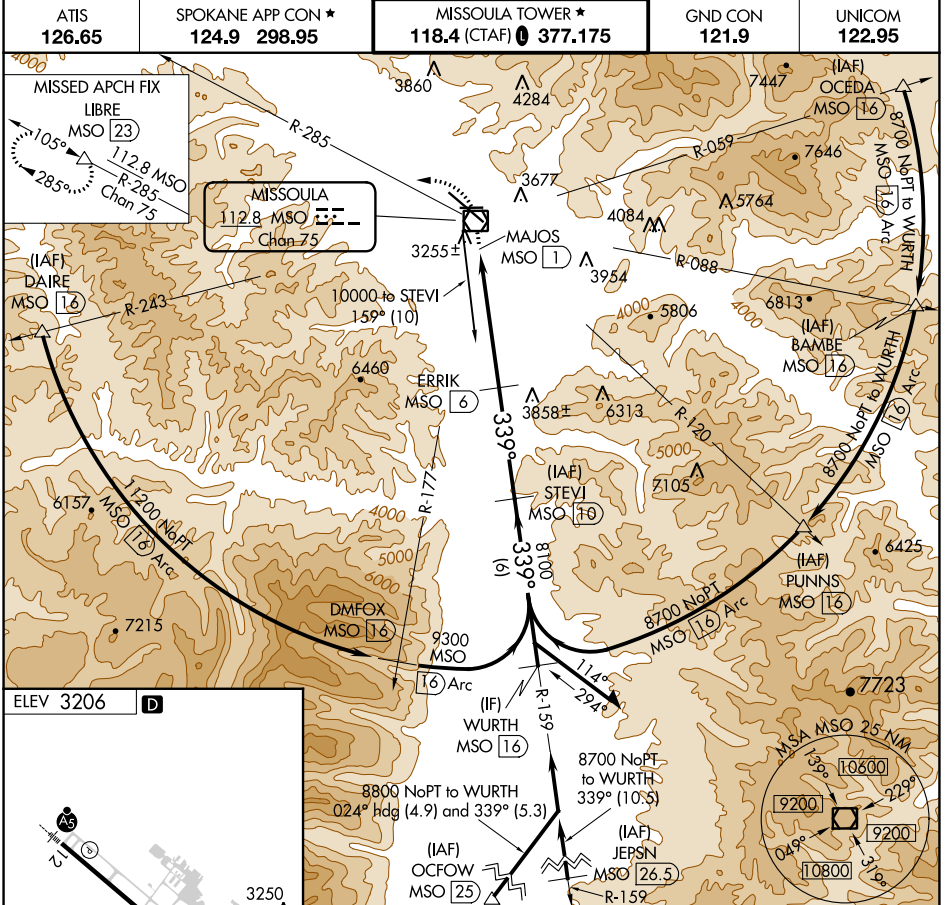 ATIS
126.65
SPOKANE APP CON ★
124.9 298.95
MISSOULA TOWER ★
118.4 (CTAF) L 377.175
GND CON
121.9
UNICOM
122.95
4000
MISSED APCH FIX
LIBRE
MSO 23
105°
285°
112.8 MSO
R-285
Chan 75
R-285
3860
4284
7447
(IAF)
OCEDA
MSO 16
R-059
7646
8700 NoPT to WURTH
MSO 16 Arc
MISSOULA
112.8 MSO
Chan 75
3677
5764
4084
3255±
MAJOS
MSO 1
3954
R-088
(IAF)
DAIRE
MSO 16
R-243
10000 to STEVI
159° (10)
4000
5806
6813
4000
(IAF)
BAMBE
MSO 16
6460
ERRIK
MSO 6
3858±
6313
R-120
8700 NoPT to WURTH
MSO 16 Arc
339°
5000
7105
(IAF)
STEVI
MSO 10
R-177
6157
11200 NoPT
MSO 16 Arc
4000
5000
6000
339°
8100
(6)
6425
(IAF)
PUNNS
MSO 16
8700 NoPT
MSO 16 Arc
7215
DMFOX
MSO 16
9300
MSO
16 Arc
114°
294°
7723
ELEV 3206 D
(IF)
WURTH
MSO 16
R-159
MSA MSO 25 NM
139°
10600
229°
9200
9200
049°
10800
319°
8800 NoPT to WURTH
024° hdg (4.9) and 339° (5.3)
8700 NoPT
to WURTH
339° (10.5)
(IAF)
OCFOW
MSO 25
(IAF)
JEPSN
MSO 26.5
R-159
A5
P
12
3250